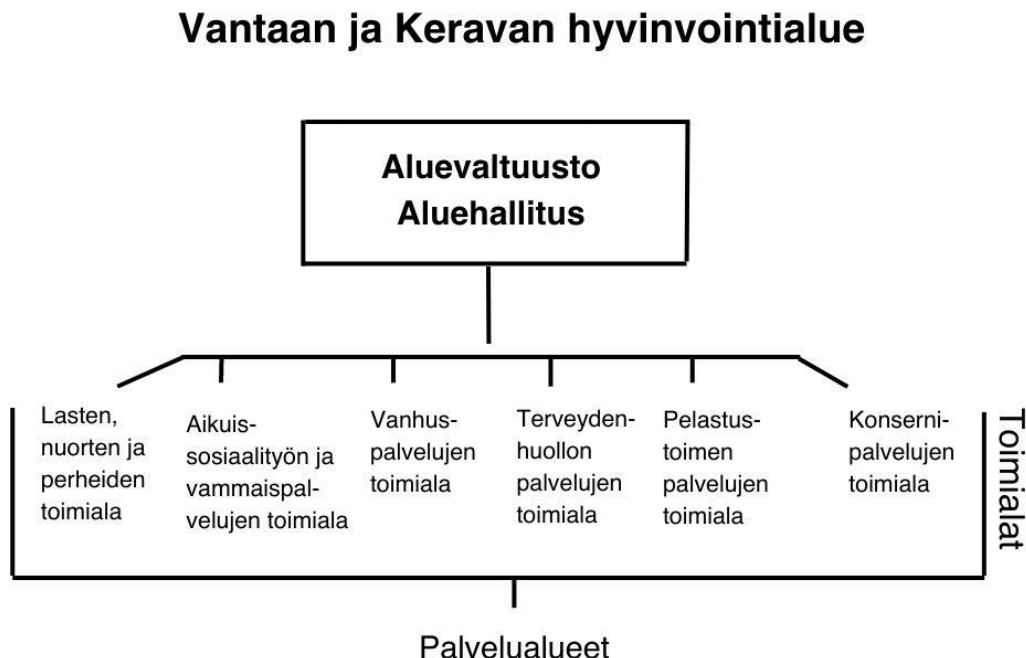 Vantaan ja Keravan hyvinvointialue
Aluevaltuusto
Aluehallitus
Lasten,
nuorten ja
perheiden
toimiala
Aikuis-
sosiaalityön ja
vammaispal-
velujen toimiala
Vanhus-
palvelujen
toimiala
Terveyden-
huollon
palvelujen
toimiala
Pelastus-
toimen
palvelujen
toimiala
Konserni-
palvelujen
toimiala
Toimialat
Palvelualueet